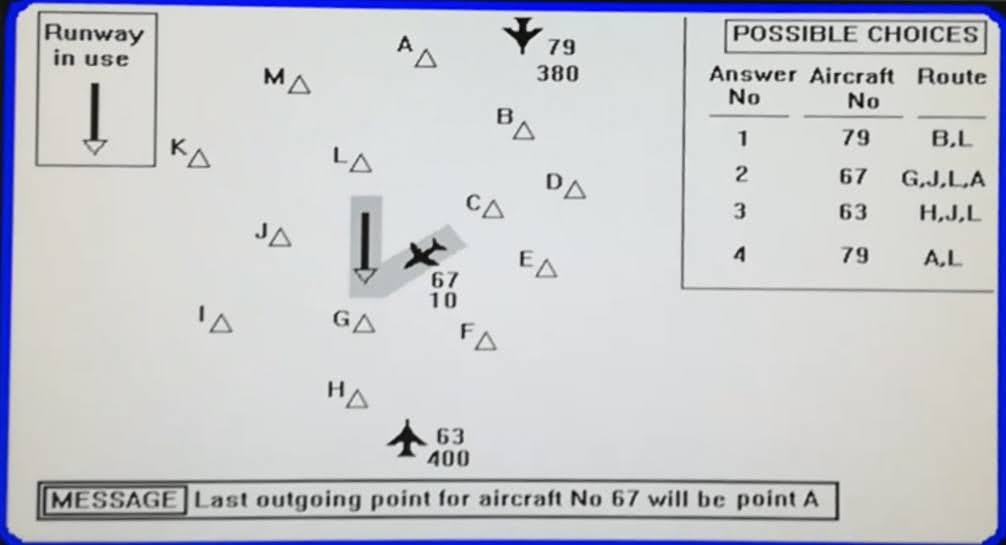 Runway
in use
A
79
380
M
B
K
L
D
C
J
E
67
10
I
G
F
H
63
400
POSSIBLE CHOICES
Answer No Aircraft No Route
1 79 B,L
2 67 G,J,L,A
3 63 H,J,L
4 79 A,L
MESSAGE Last outgoing point for aircraft No 67 will be point A